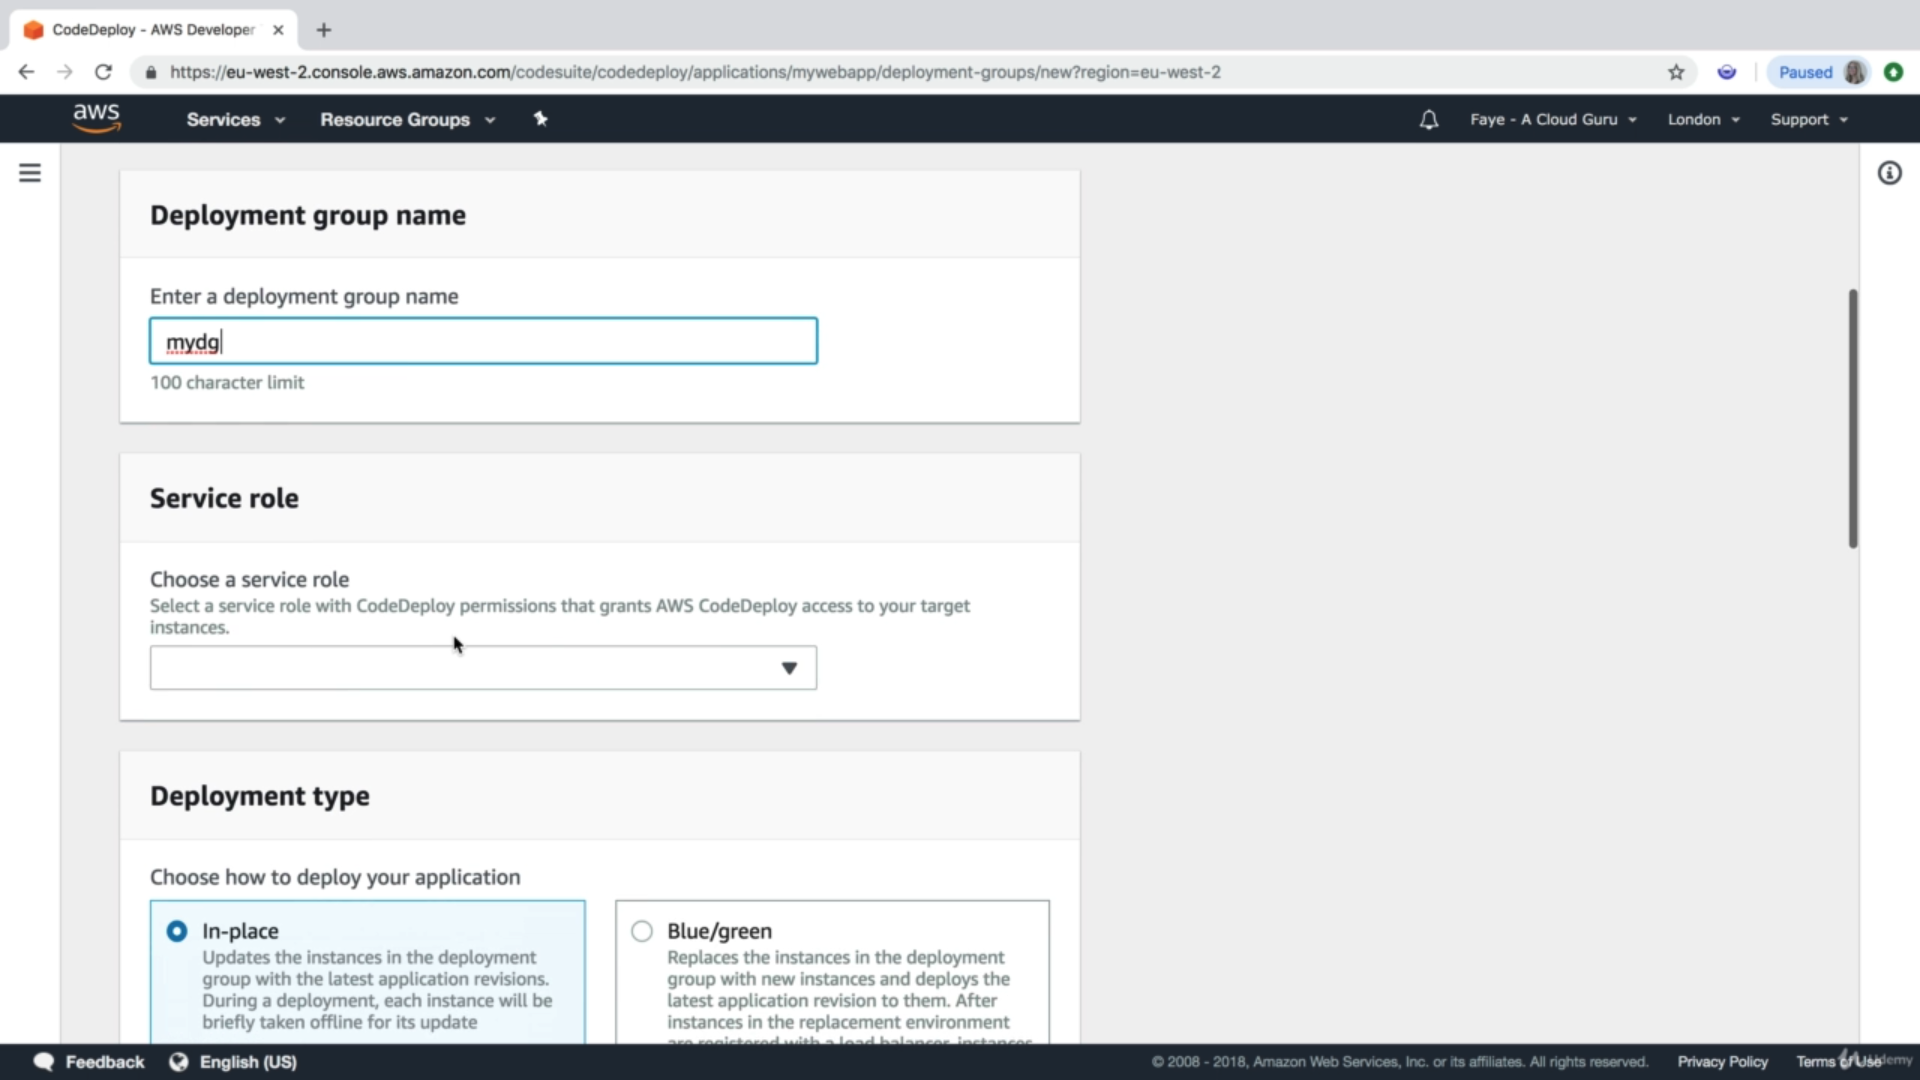 CodeDeploy - AWS Developer
https://eu-west-2.console.aws.amazon.com/codesuite/codedeploy/applications/mywebapp/deployment-groups/new?region=eu-west-2
Paused
aws
Services
Resource Groups
Faye - A Cloud Guru
London
Support
Deployment group name
Enter a deployment group name
mydg
100 character limit
Service role
Choose a service role
Select a service role with CodeDeploy permissions that grants AWS CodeDeploy access to your target
instances.
Deployment type
Choose how to deploy your application
In-place
Updates the instances in the deployment
group with the latest application revisions.
During a deployment, each instance will be
briefly taken offline for its update
Blue/green
Replaces the instances in the deployment
group with new instances and deploys the
latest application revision to them. After
instances in the replacement environment
are registered with a load balancer, instances
Feedback
English (US)
© 2008 - 2018, Amazon Web Services, Inc. or its affiliates. All rights reserved.
Privacy Policy
Terms of Use